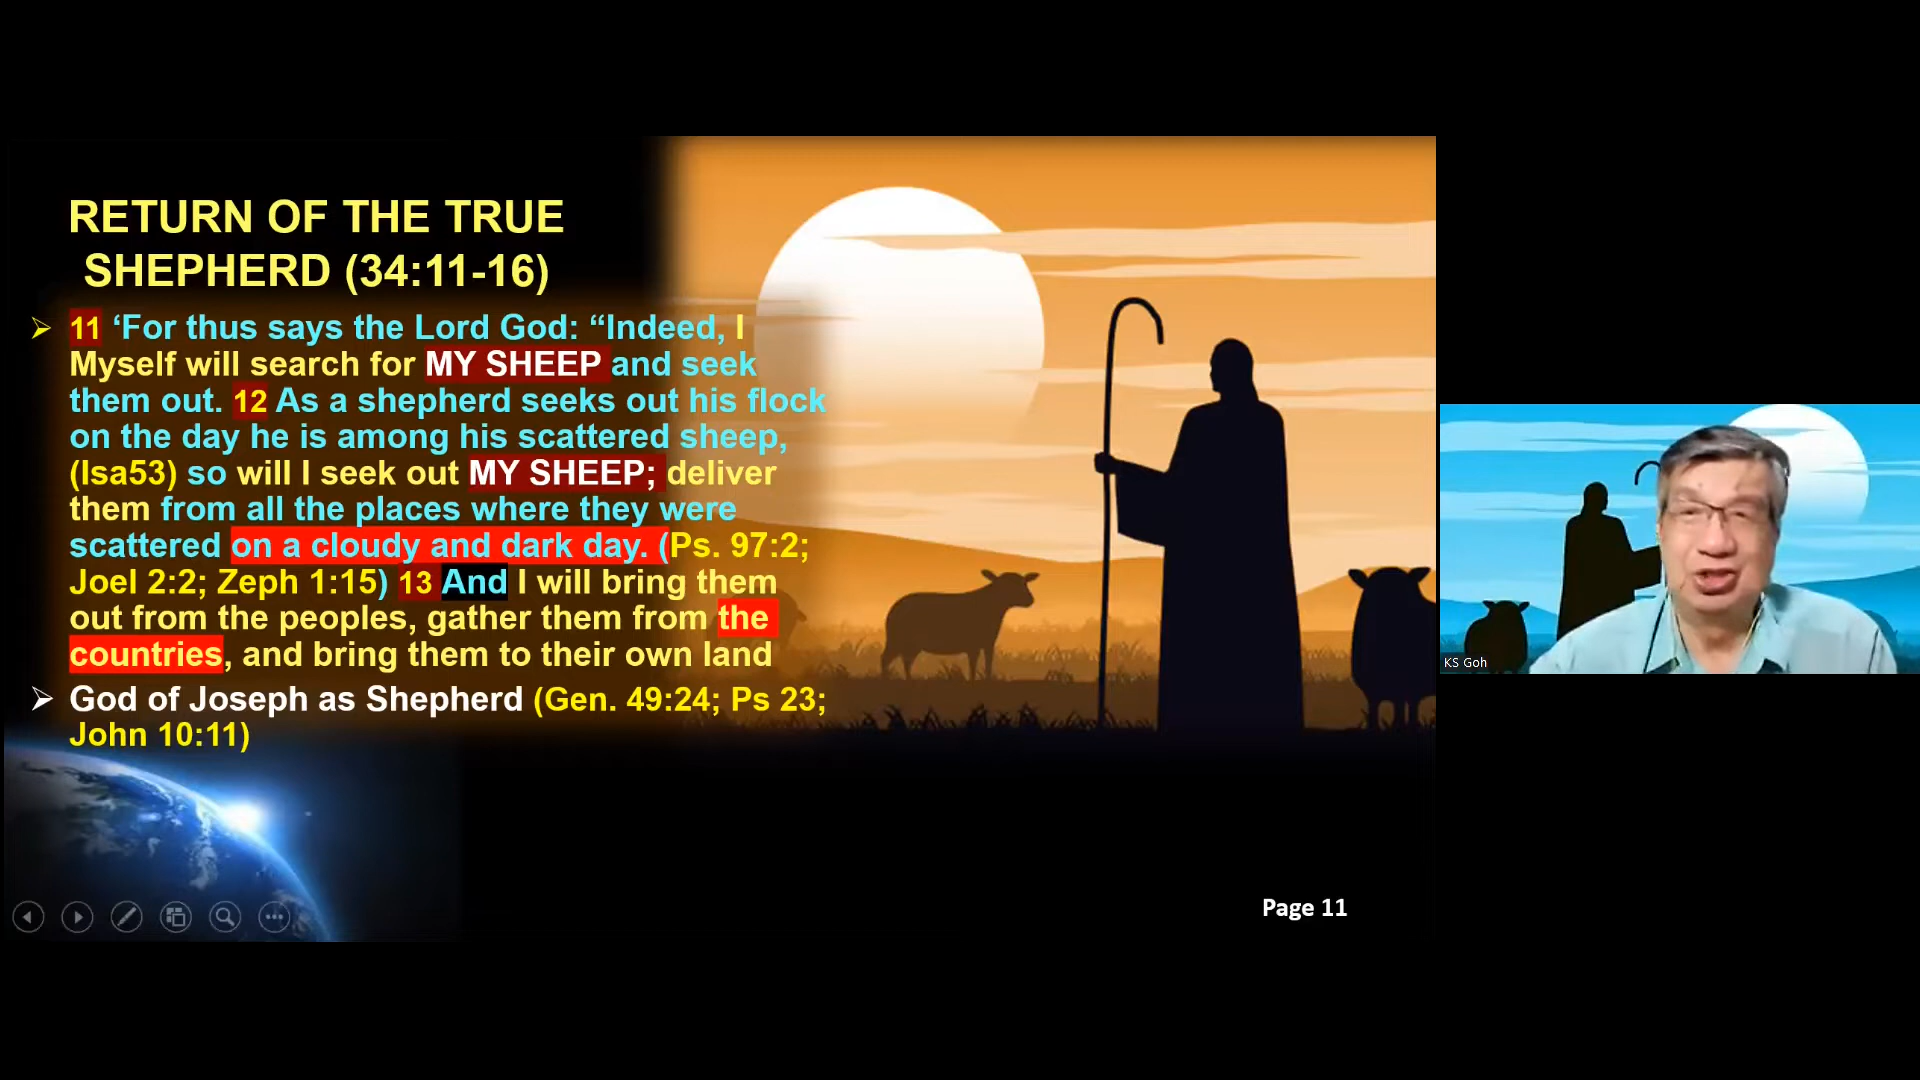 RETURN OF THE TRUE
SHEPHERD (34:11-16)
11 ‘For thus says the Lord God: “Indeed, I
Myself will search for MY SHEEP and seek
them out. 12 As a shepherd seeks out his flock
on the day he is among his scattered sheep,
(Isa53) so will I seek out MY SHEEP; deliver
them from all the places where they were
scattered on a cloudy and dark day. (Ps. 97:2;
Joel 2:2; Zeph 1:15) 13 And I will bring them
out from the peoples, gather them from the
countries, and bring them to their own land
God of Joseph as Shepherd (Gen. 49:24; Ps 23;
John 10:11)
Page 11
KS Goh